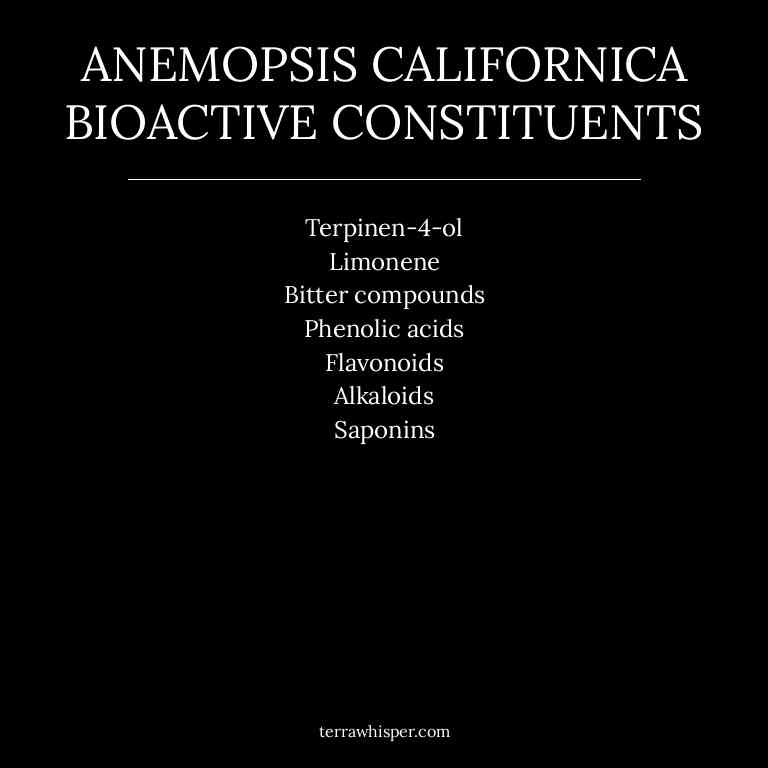 ANEMOPSIS CALIFORNICA
BIOACTIVE CONSTITUENTS
Terpinen-4-ol
Limonene
Bitter compounds
Phenolic acids
Flavonoids
Alkaloids
Saponins
terrawhisper.com